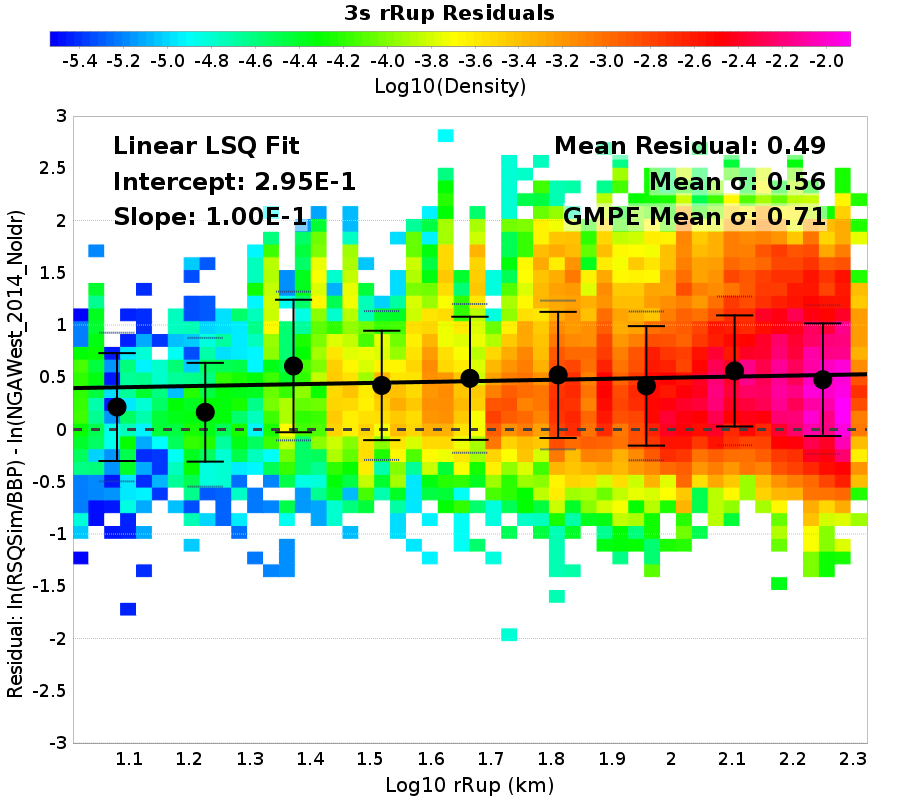 3s rRup Residuals
-5.4 -5.2 -5.0 -4.8 -4.6 -4.4 -4.2 -4.0 -3.8 -3.6 -3.4 -3.2 -3.0 -2.8 -2.6 -2.4 -2.2 -2.0
Log10(Density)
Linear LSQ Fit
Intercept: 2.95E-1
Slope: 1.00E-1
Mean Residual: 0.49
Mean σ: 0.56
GMPE Mean σ: 0.71
Residual: ln(RSQSim/BBP) - ln(NGAWest_2014_NoIdr)
3
2.5
2
1.5
1
0.5
0
-0.5
-1
-1.5
-2
-2.5
-3
1.1 1.2 1.3 1.4 1.5 1.6 1.7 1.8 1.9 2 2.1 2.2 2.3
Log10 rRup (km)